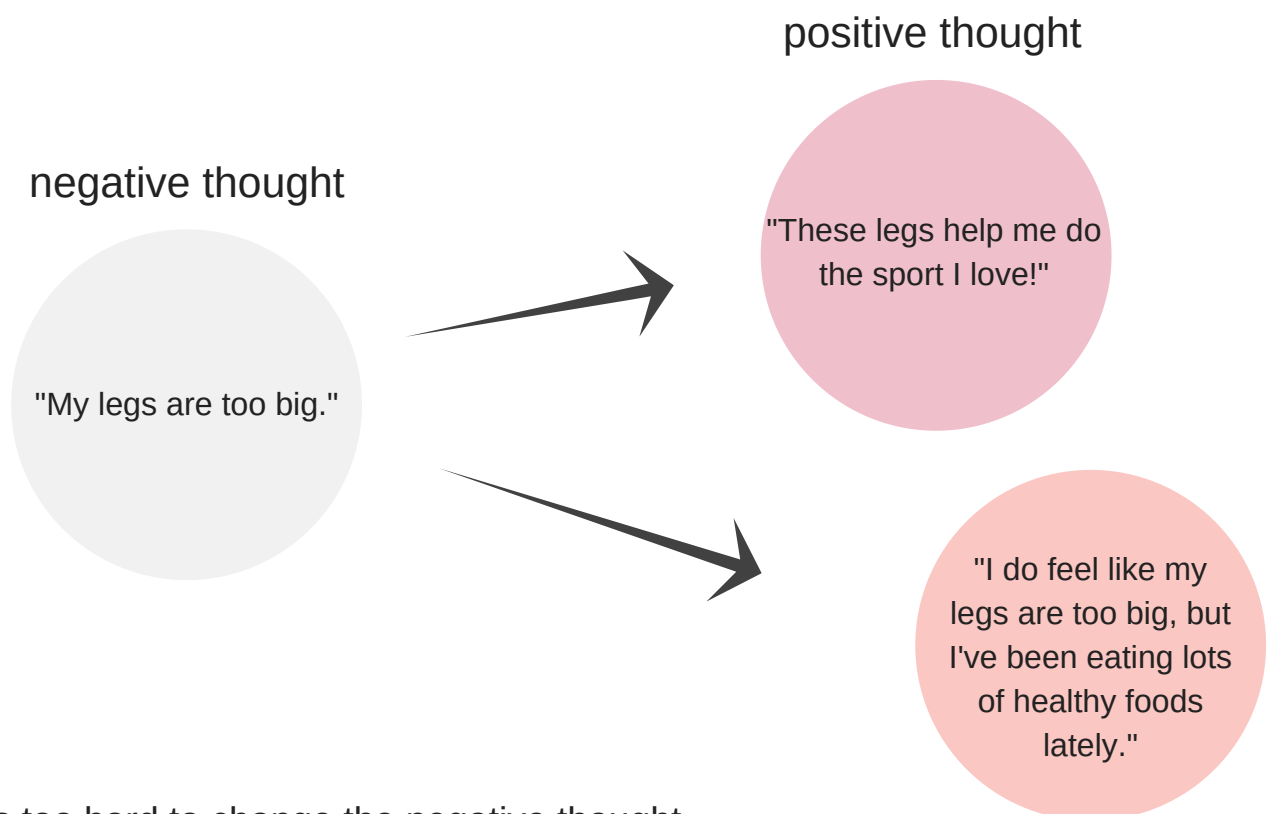 positive thought
negative thought
"These legs help me do
the sport I love!"
"My legs are too big."
"I do feel like my
legs are too big, but
I've been eating lots
of healthy foods
lately."
too hard to change the negative thought